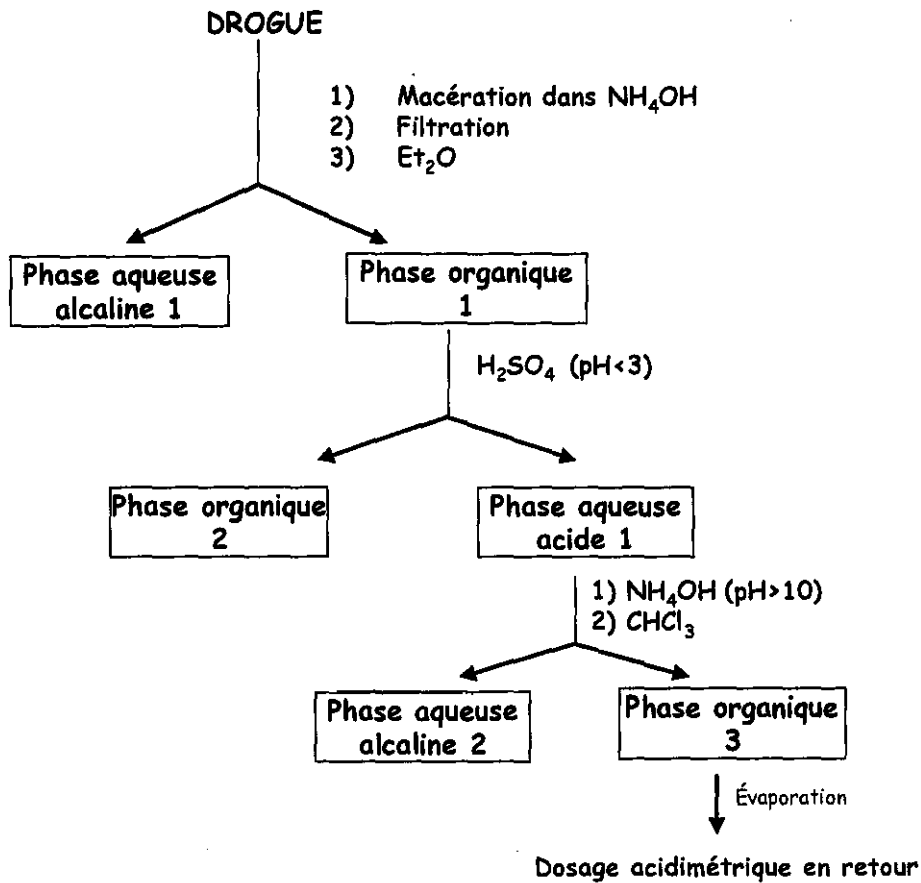 DROGUE
1) Macération dans NH₄OH
2) Filtration
3) Et₂O
Phase aqueuse
alcaline 1
Phase organique
1
H₂SO₄ (pH<3)
Phase organique
2
Phase aqueuse
acide 1
1) NH₄OH (pH>10)
2) CHCl₃
Phase aqueuse
alcaline 2
Phase organique
3
Évaporation
Dosage acidimétrique en retour